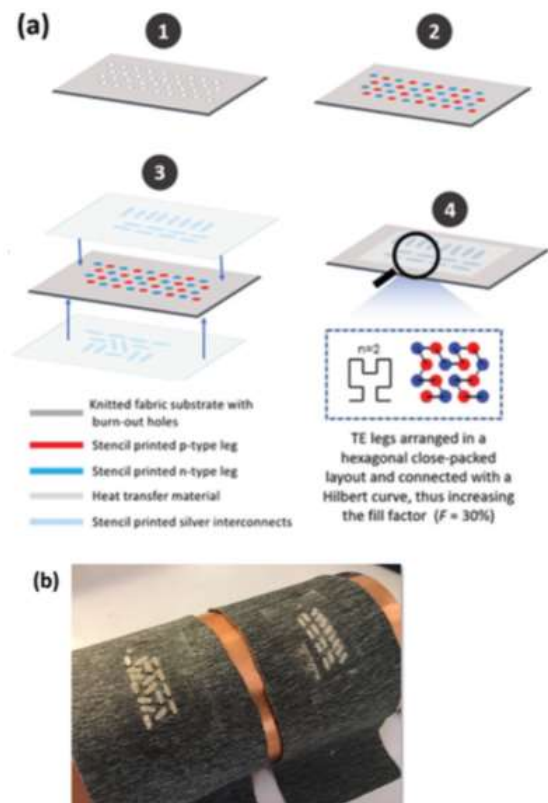 (a)
1
2
3
4
n=2
Knitted fabric substrate with
burn-out holes
Stencil printed p-type leg
Stencil printed n-type leg
Heat transfer material
Stencil printed silver interconnects
TE legs arranged in a
hexagonal close-packed
layout and connected with a
Hilbert curve, thus increasing
the fill factor (F = 30%)
(b)